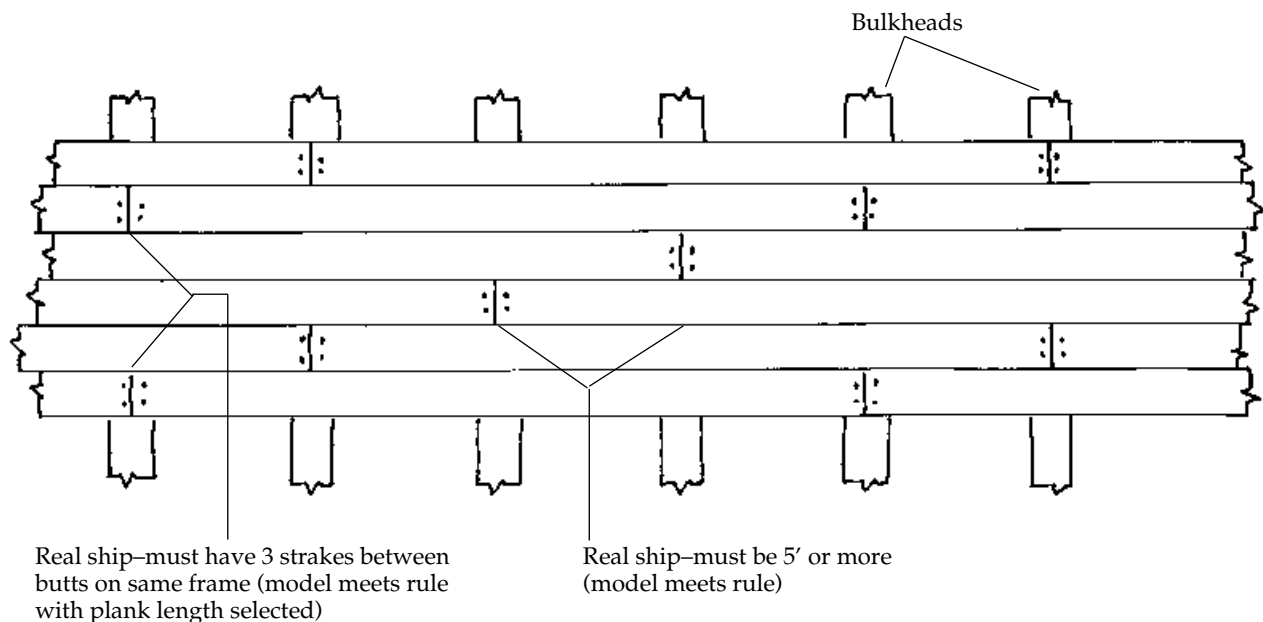 Bulkheads
Real ship–must have 3 strakes between
butts on same frame (model meets rule
with plank length selected)
Real ship–must be 5′ or more
(model meets rule)